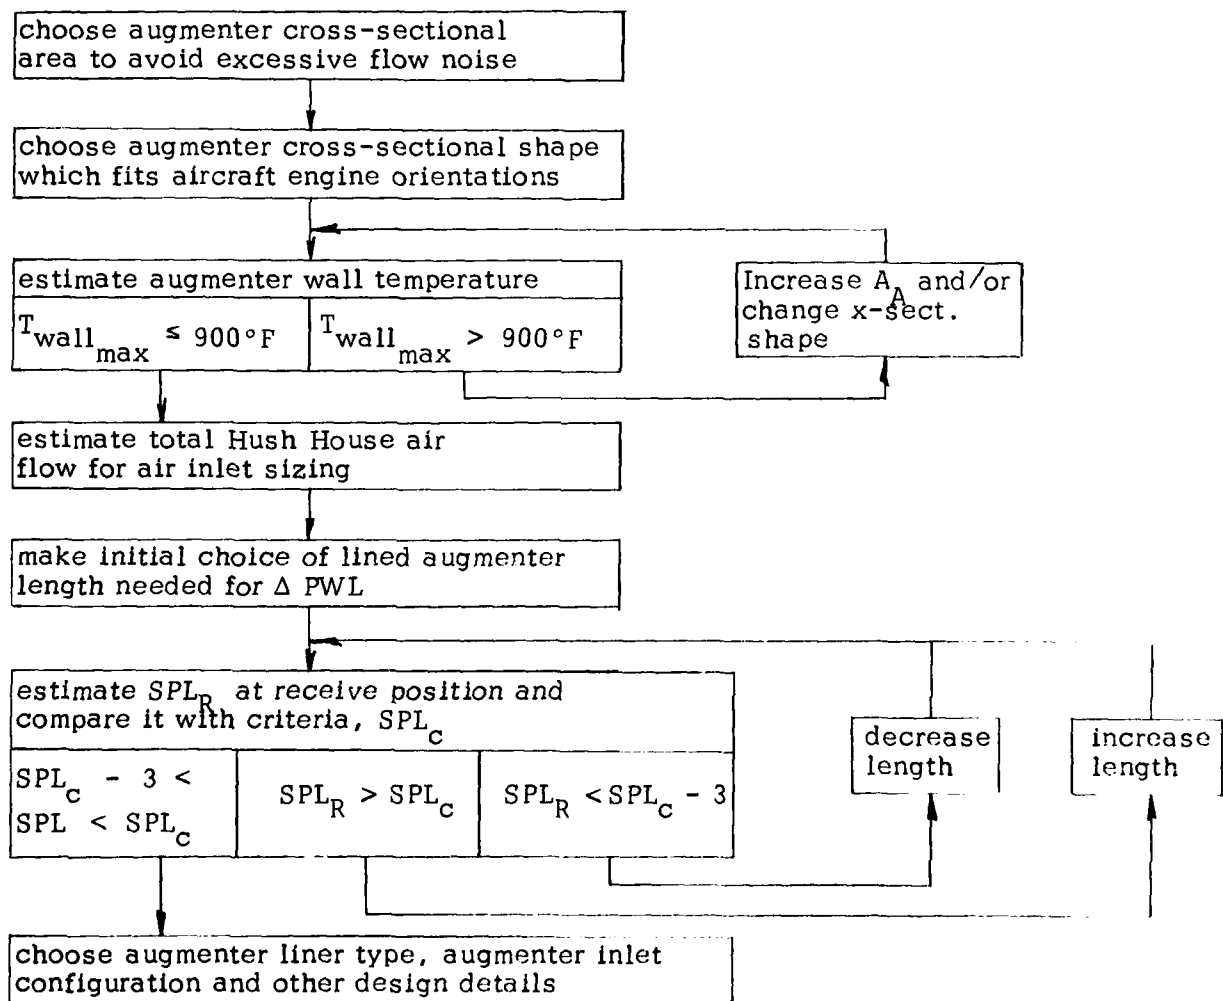 choose augmenter cross-sectional
area to avoid excessive flow noise
choose augmenter cross-sectional shape
which fits aircraft engine orientations
estimate augmenter wall temperature
T_wall_max ≤ 900°F
T_wall_max > 900°F
Increase A_A and/or
change x-sect.
shape
estimate total Hush House air
flow for air inlet sizing
make initial choice of lined augmenter
length needed for Δ PWL
estimate SPL_R at receive position and
compare it with criteria, SPL_c
SPL_c - 3 <
SPL < SPL_c
SPL_R > SPL_c
SPL_R < SPL_c - 3
decrease
length
increase
length
choose augmenter liner type, augmenter inlet
configuration and other design details